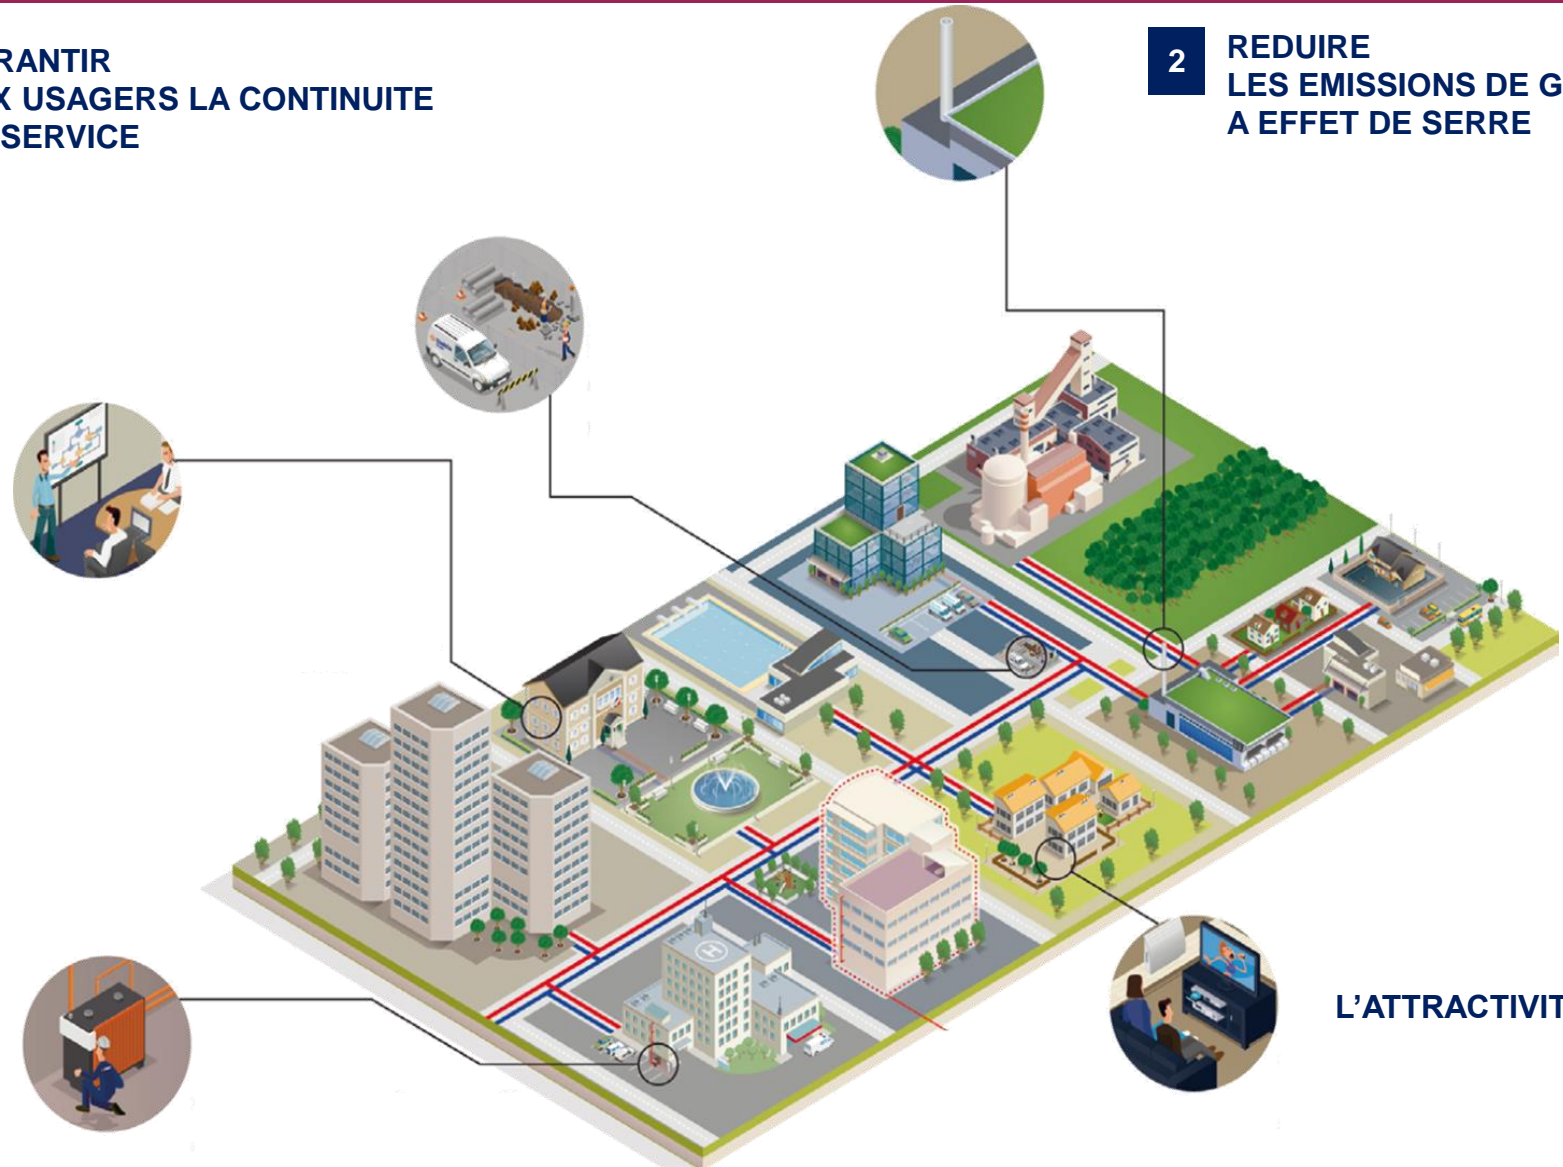 RANTIR
X USAGERS LA CONTINUITE
SERVICE
2
REDUIRE
LES EMISSIONS DE G
A EFFET DE SERRE
H
L’ATTRACTIVIT